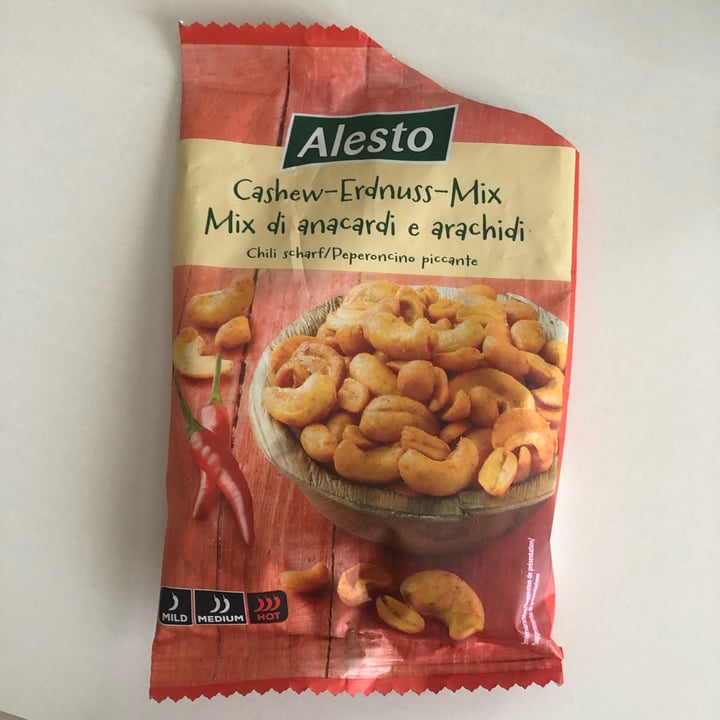 Alesto
Cashew-Erdnuss-Mix
Mix di anacardi e arachidi
Chili scharf/Peperoncino piccante
MILD
MEDIUM
HOT